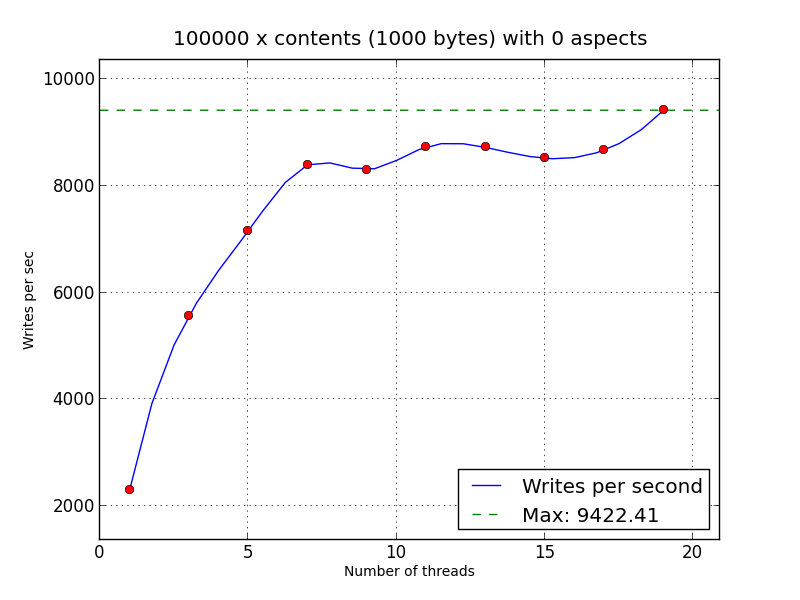 100000 x contents (1000 bytes) with 0 aspects
10000
8000
6000
4000
2000
Writes per sec
0 5 10 15 20
Number of threads
Writes per second
Max: 9422.41